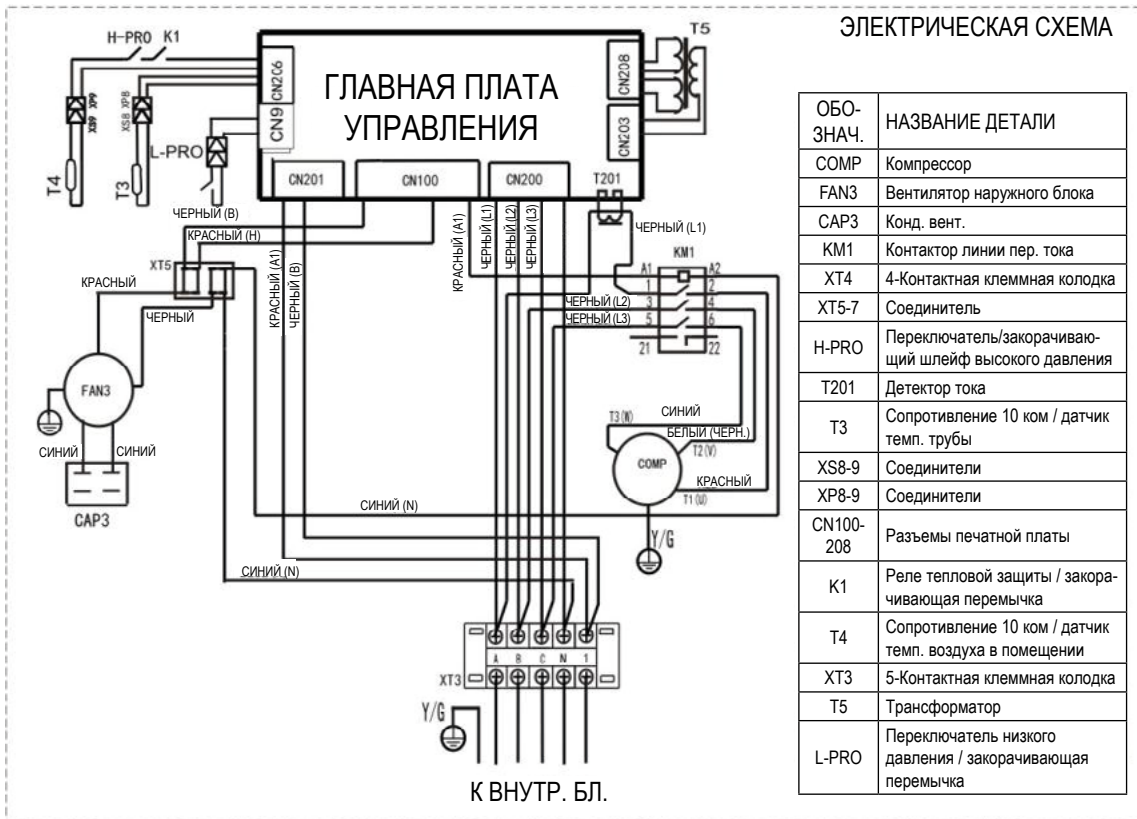 ЭЛЕКТРИЧЕСКАЯ СХЕМА
H-PRO K1
T5
CN206
CN9
ГЛАВНАЯ ПЛАТА
УПРАВЛЕНИЯ
CN208
CN203
XS9 XP9
XS8 XP8
L-PRO
T4
T3
CN201
CN100
CN200
T201
ЧЕРНЫЙ (B)
КРАСНЫЙ (H)
КРАСНЫЙ (A1)
ЧЕРНЫЙ (B)
КРАСНЫЙ (A1)
ЧЕРНЫЙ (L1)
ЧЕРНЫЙ (L2)
ЧЕРНЫЙ (L3)
ЧЕРНЫЙ (L1)
KM1
A1 A2
1 2
3 4
5 6
21 22
ЧЕРНЫЙ (L2)
ЧЕРНЫЙ (L3)
XT5
КРАСНЫЙ
ЧЕРНЫЙ
FAN3
СИНИЙ СИНИЙ
CAP3
T3 (W)
СИНИЙ
БЕЛЫЙ (ЧЕРН.)
T2 (V)
COMP
КРАСНЫЙ
T1 (U)
Y/G
СИНИЙ (N)
СИНИЙ (N)
A B C N 1
XT3
Y/G
К ВНУТР. БЛ.
ОБО-
ЗНАЧ.
НАЗВАНИЕ ДЕТАЛИ
COMP Компрессор
FAN3 Вентилятор наружного блока
CAP3 Конд. вент.
KM1 Контактор линии пер. тока
XT4 4-Контактная клеммная колодка
XT5-7 Соединитель
H-PRO Переключатель/закорачиваю-
щий шлейф высокого давления
T201 Детектор тока
T3 Сопротивление 10 ком / датчик
темп. трубы
XS8-9 Соединители
XP8-9 Соединители
CN100-
208
Разъемы печатной платы
K1 Реле тепловой защиты / закора-
чивающая перемычка
T4 Сопротивление 10 ком / датчик
темп. воздуха в помещении
XT3 5-Контактная клеммная колодка
T5 Трансформатор
L-PRO Переключатель низкого
давления / закорачивающая
перемычка